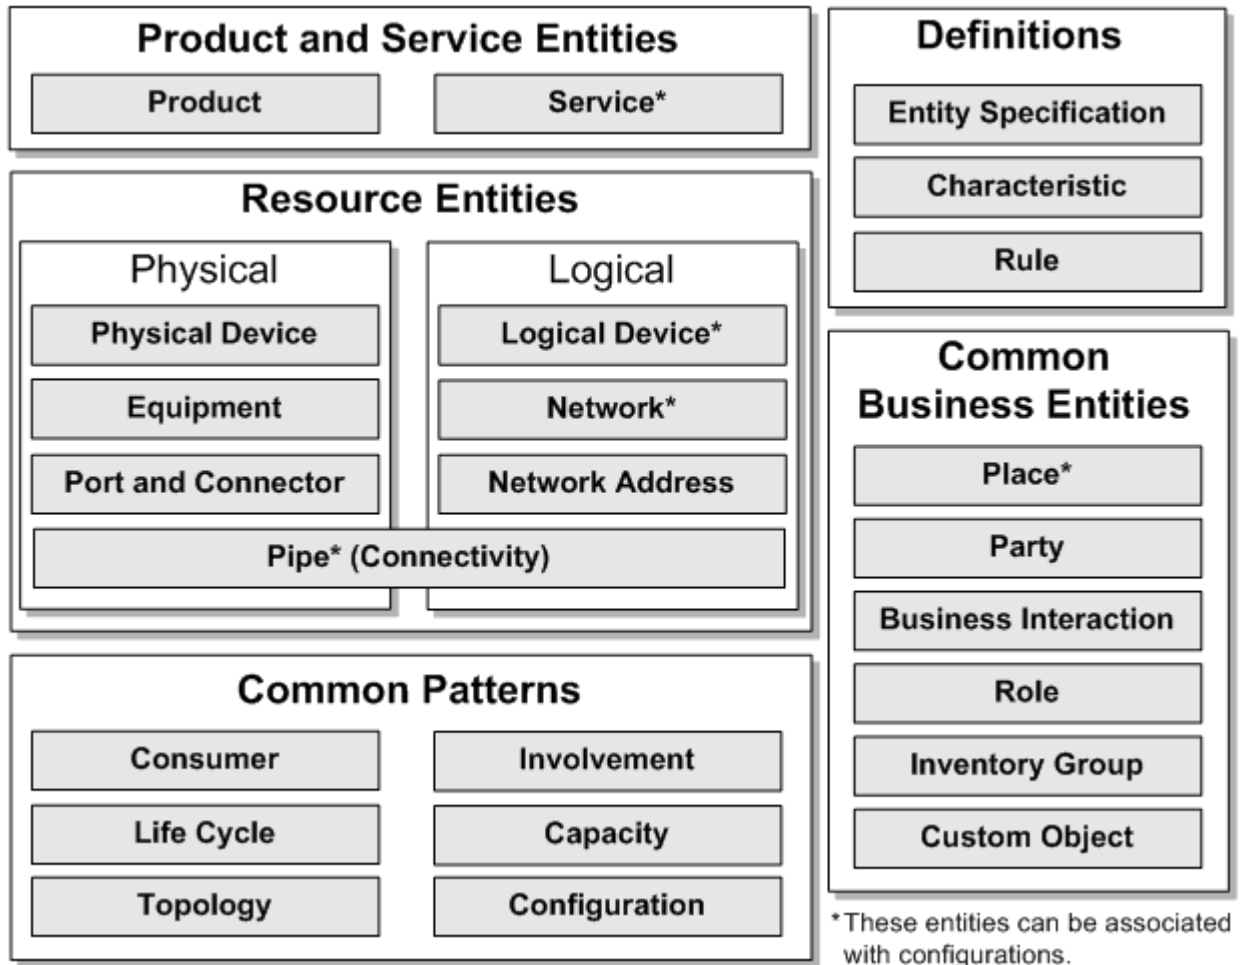 Product and Service Entities
Product
Service*
Resource Entities
Physical
Physical Device
Equipment
Port and Connector
Logical
Logical Device*
Network*
Network Address
Pipe* (Connectivity)
Common Patterns
Consumer
Involvement
Life Cycle
Capacity
Topology
Configuration
Definitions
Entity Specification
Characteristic
Rule
Common
Business Entities
Place*
Party
Business Interaction
Role
Inventory Group
Custom Object
*These entities can be associated
with configurations.